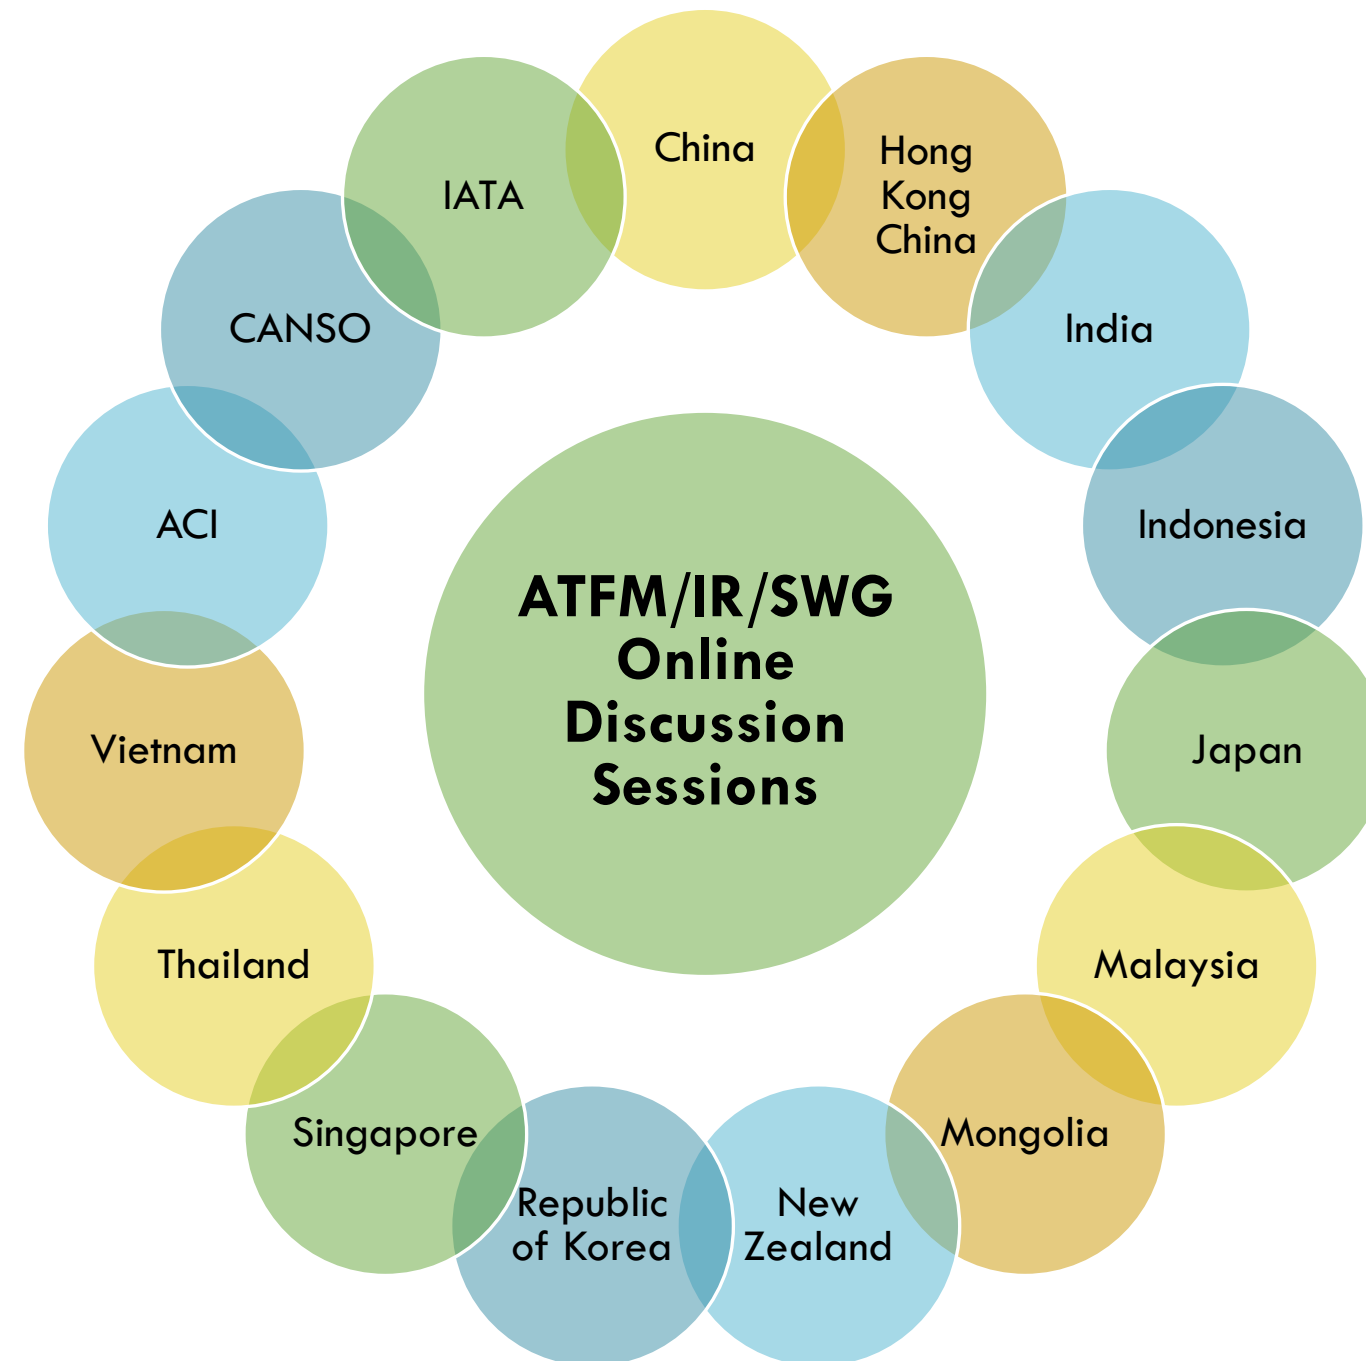 China
Hong
Kong
China
India
Indonesia
Japan
Malaysia
Mongolia
New
Zealand
Republic
of Korea
Singapore
Thailand
Vietnam
ACI
CANSO
IATA
ATFM/IR/SWG
Online
Discussion
Sessions